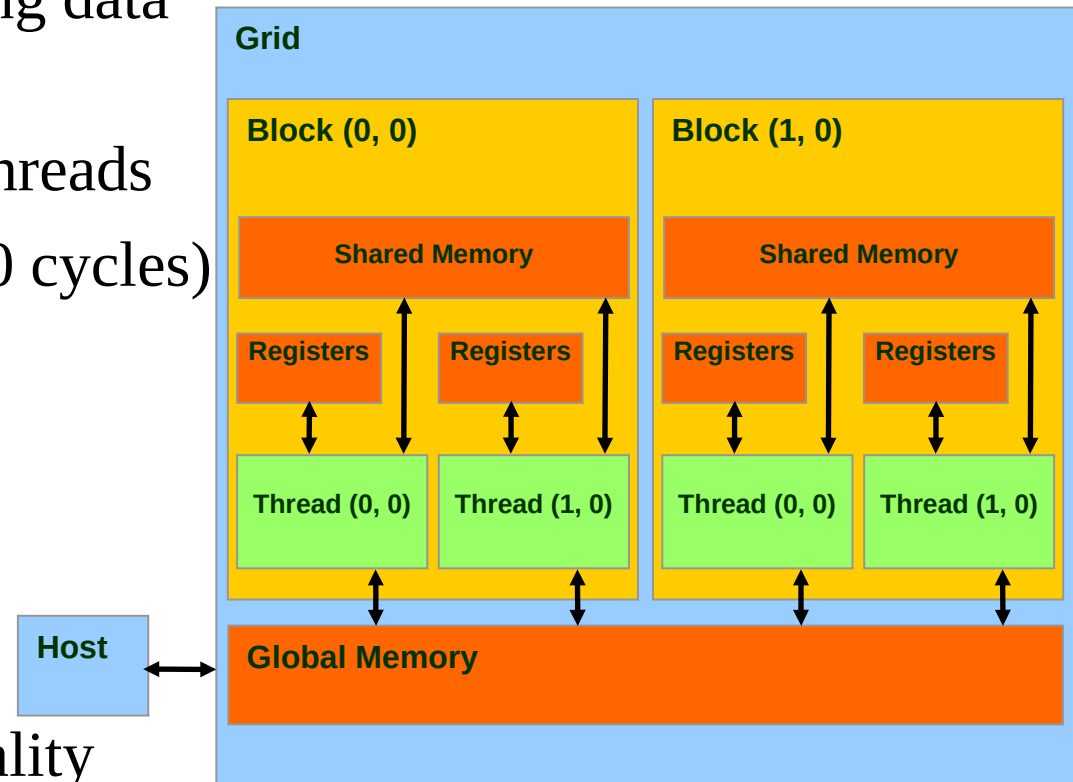 ng data
Grid
Block (0, 0)
Block (1, 0)
hreads
0 cycles)
Shared Memory
Shared Memory
Registers
Registers
Registers
Registers
Thread (0, 0)
Thread (1, 0)
Thread (0, 0)
Thread (1, 0)
Host
Global Memory
ality